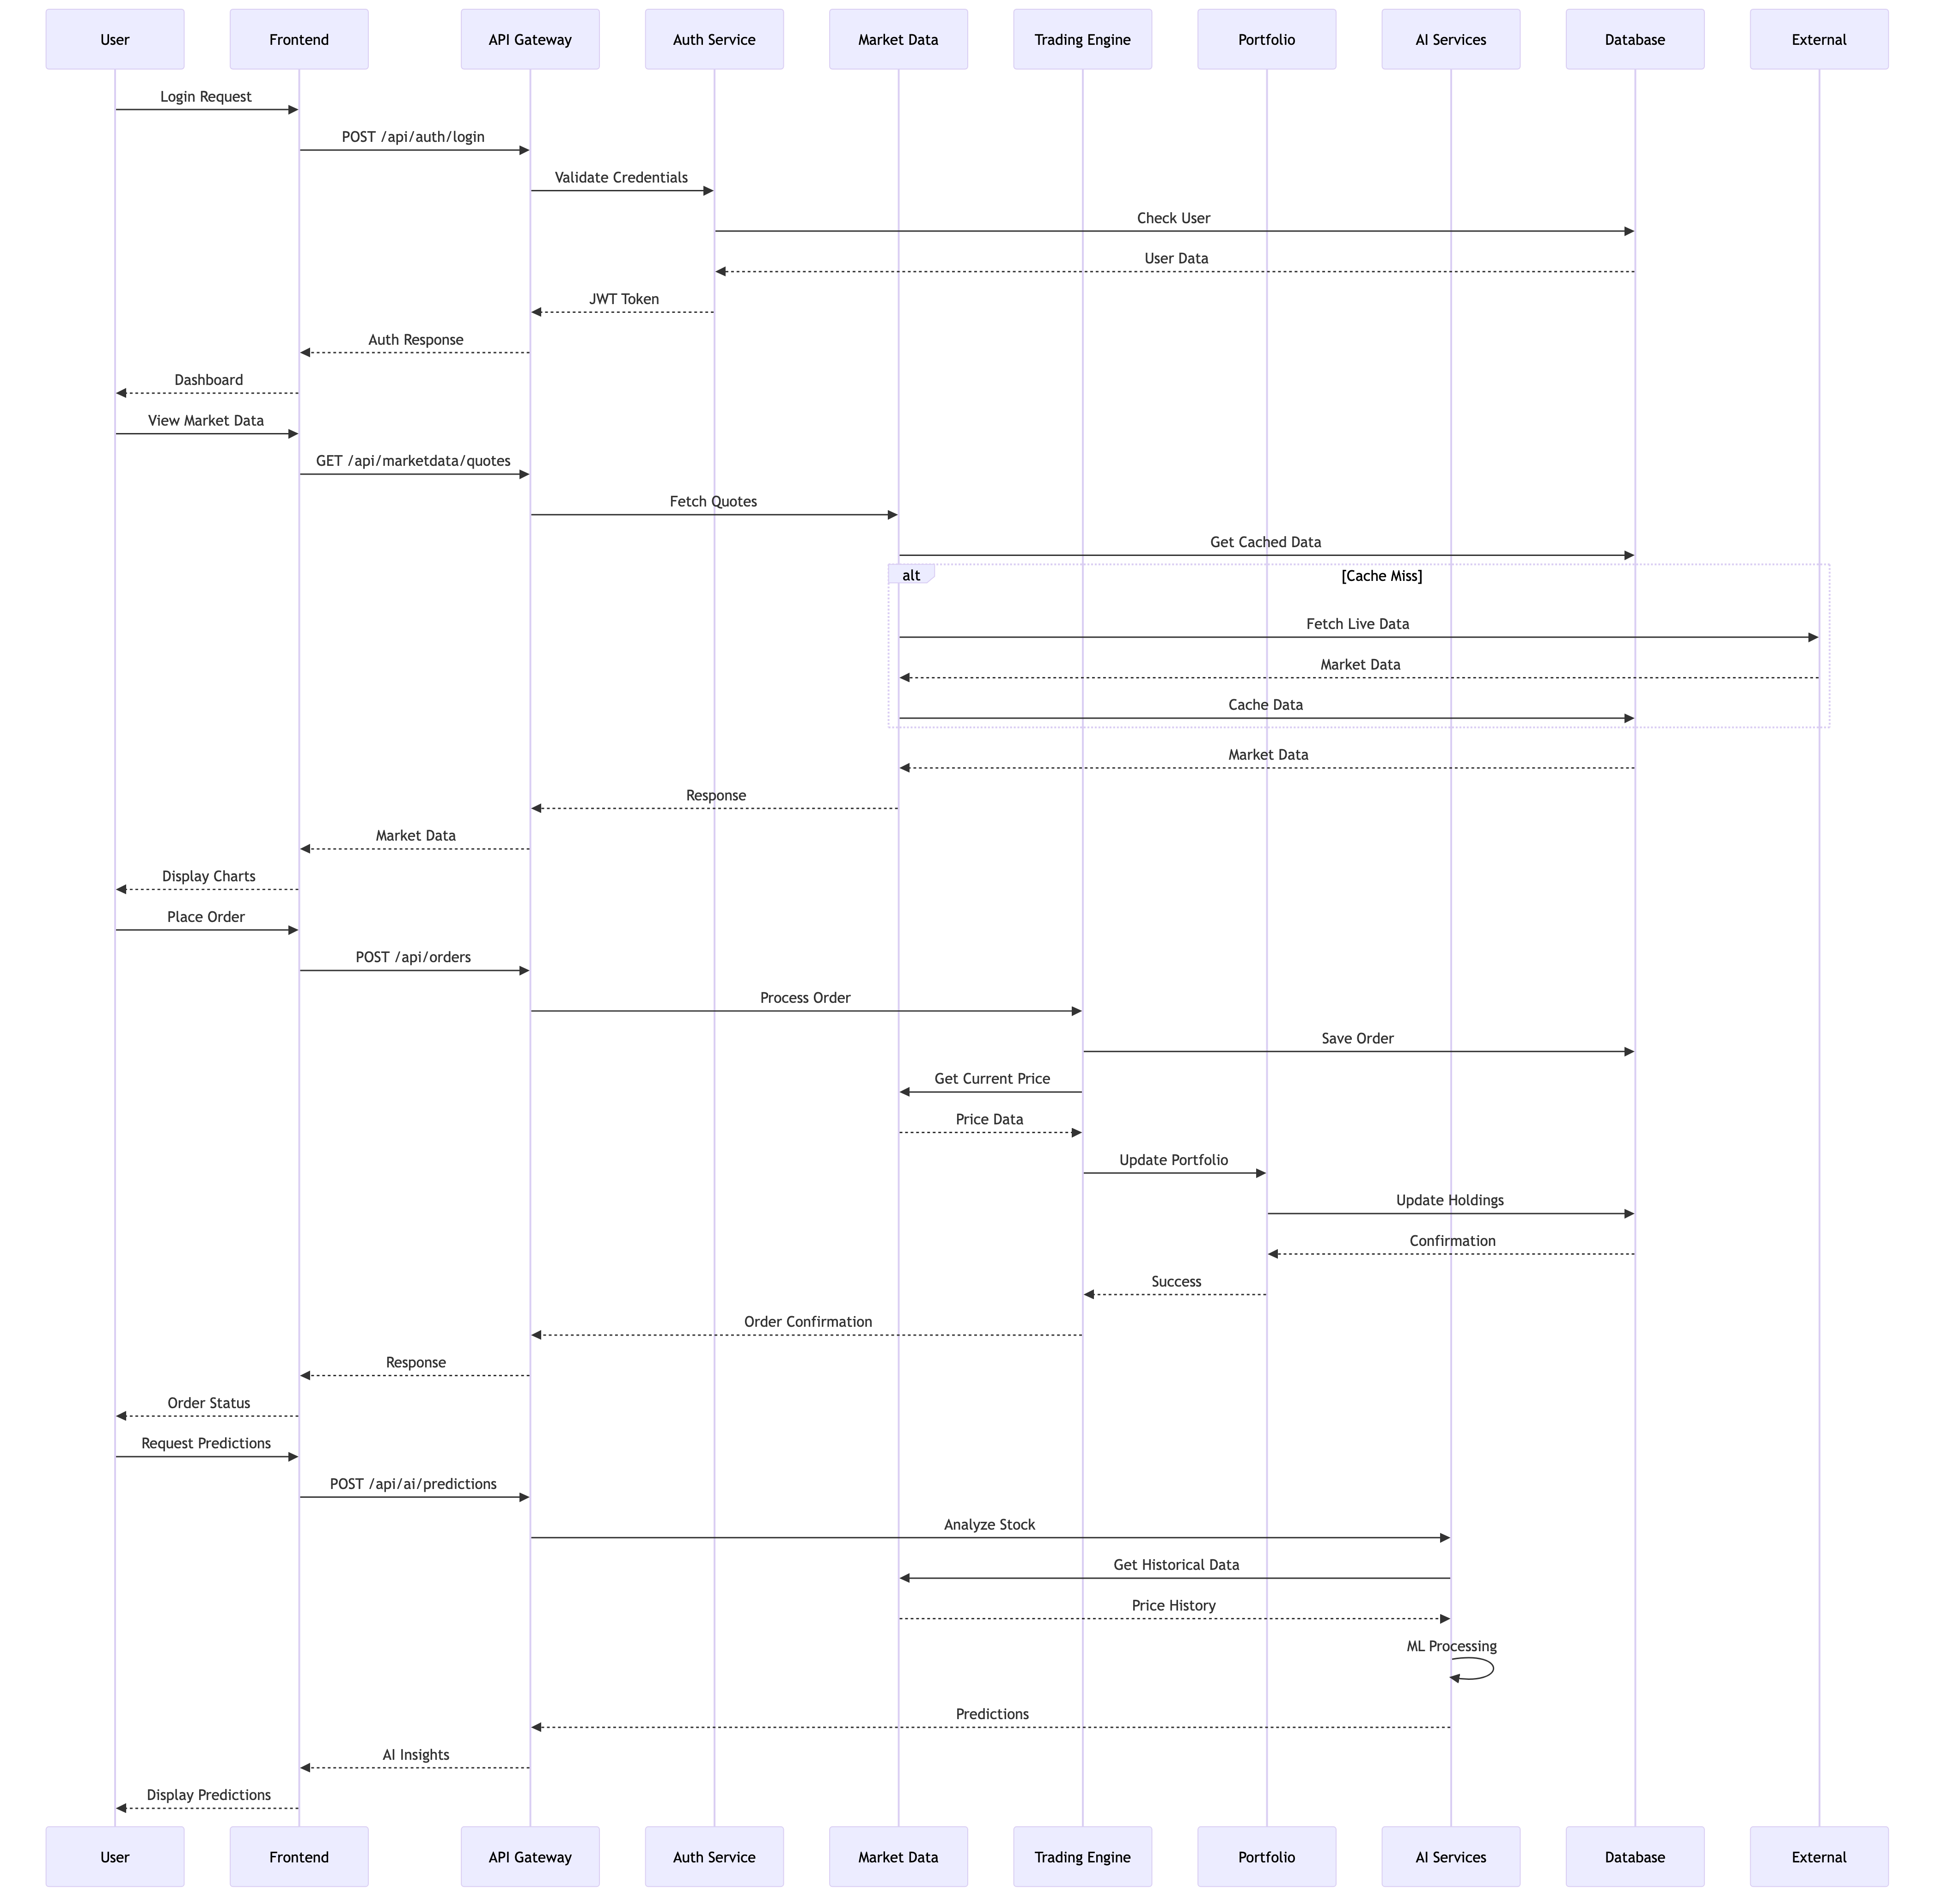 User
Frontend
API Gateway
Auth Service
Market Data
Trading Engine
Portfolio
AI Services
Database
External
Login Request
POST /api/auth/login
Validate Credentials
Check User
User Data
JWT Token
Auth Response
Dashboard
View Market Data
GET /api/marketdata/quotes
Fetch Quotes
Get Cached Data
alt
[Cache Miss]
Fetch Live Data
Market Data
Cache Data
Market Data
Response
Market Data
Display Charts
Place Order
POST /api/orders
Process Order
Save Order
Get Current Price
Price Data
Update Portfolio
Update Holdings
Confirmation
Success
Order Confirmation
Response
Order Status
Request Predictions
POST /api/ai/predictions
Analyze Stock
Get Historical Data
Price History
ML Processing
Predictions
AI Insights
Display Predictions
User
Frontend
API Gateway
Auth Service
Market Data
Trading Engine
Portfolio
AI Services
Database
External